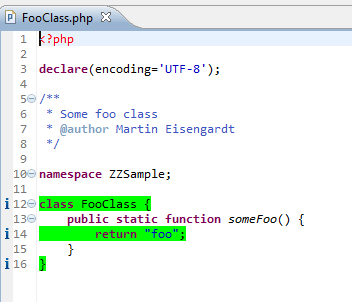 FooClass.php
1 <?php
2
3 declare(encoding='UTF-8');
4
5 /**
6  * Some foo class
7  * @author Martin Eisengardt
8  */
9
10 namespace ZZSample;
11
12 class FooClass {
13     public static function someFoo() {
14         return "foo";
15     }
16 }